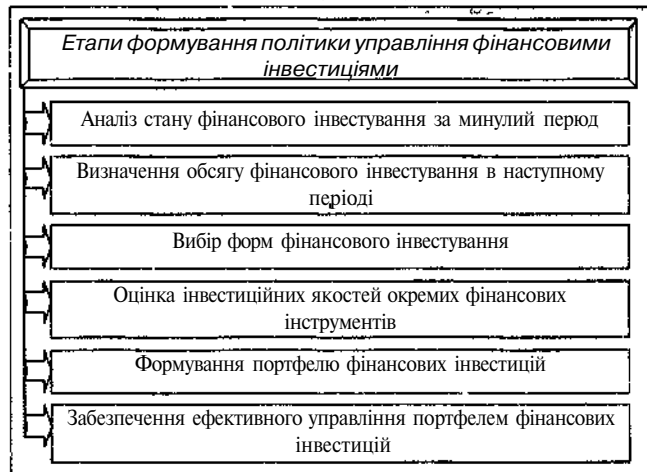 Етапи формування політики управління фінансовими
інвестиціями
Аналіз стану фінансового інвестування за минулий перюд
Визначення обсягу фінансового інвестування в наступному
періоді
Вибір форм фінансового інвестування
Оцінка інвестиційних якостей окремих фінансових
інструментів
Формування портфелю фінансових інвестицій
Забезпечення ефективного управління портфелем фінансових
інвестицій